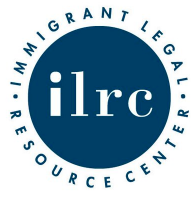 IMMIGRANT LEGAL
ilrc
RESOURCE CENTER